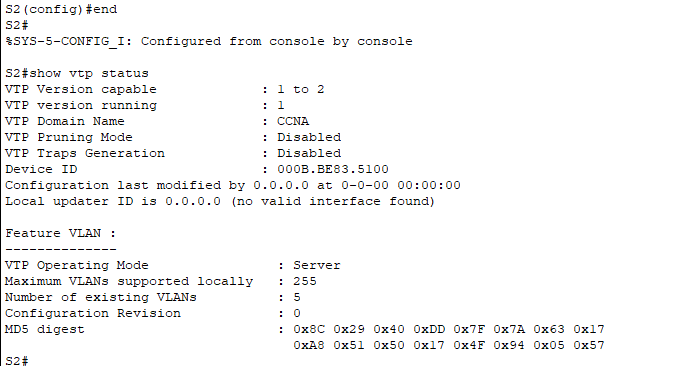 S2(config)#end
S2#
%SYS-5-CONFIG_I: Configured from console by console
S2#show vtp status
VTP Version capable : 1 to 2
VTP version running : 1
VTP Domain Name : CCNA
VTP Pruning Mode : Disabled
VTP Traps Generation : Disabled
Device ID : 000B.BE83.5100
Configuration last modified by 0.0.0.0 at 0-0-00 00:00:00
Local updater ID is 0.0.0.0 (no valid interface found)
Feature VLAN :
--------------
VTP Operating Mode : Server
Maximum VLANs supported locally : 255
Number of existing VLANs : 5
Configuration Revision : 0
MD5 digest : 0x8C 0x29 0x40 0xDD 0x7F 0x7A 0x63 0x17
0xA8 0x51 0x50 0x17 0x4F 0x94 0x05 0x57
S2#